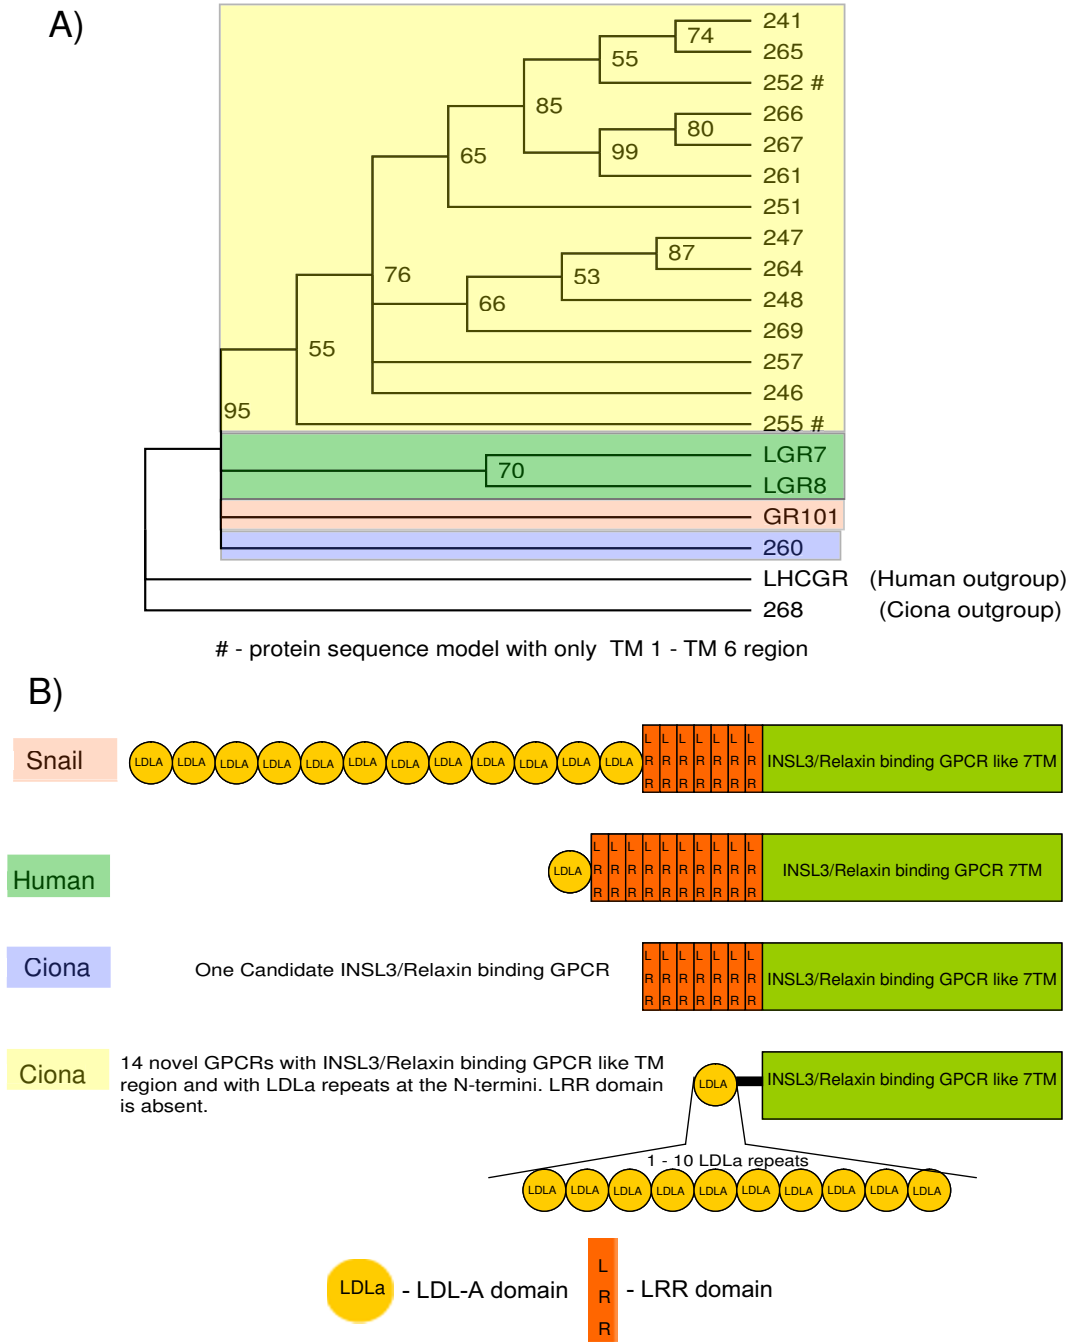 A)
241
74
265
55
252 #
85
266
80
267
99
65
261
251
247
87
264
76
53
248
66
269
55
257
246
95
255 #
LGR7
70
LGR8
GR101
260
LHCGR (Human outgroup)
268 (Ciona outgroup)
# - protein sequence model with only TM 1 - TM 6 region
B)
Snail
LDLA LDLA LDLA LDLA LDLA LDLA LDLA LDLA LDLA LDLA LDLA LDLA
L L L L L L L
R R R R R R R
R R R R R R R
INSL3/Relaxin binding GPCR like 7TM
Human
LDLA
L L L L L L L L L L
R R R R R R R R R R
R R R R R R R R R R
INSL3/Relaxin binding GPCR 7TM
Ciona
One Candidate INSL3/Relaxin binding GPCR
L L L L L L L
R R R R R R R
R R R R R R R
INSL3/Relaxin binding GPCR like 7TM
Ciona
14 novel GPCRs with INSL3/Relaxin binding GPCR like TM
region and with LDLa repeats at the N-termini. LRR domain
is absent.
LDLA
INSL3/Relaxin binding GPCR like 7TM
1 - 10 LDLa repeats
LDLA LDLA LDLA LDLA LDLA LDLA LDLA LDLA LDLA LDLA
LDLa - LDL-A domain
L
R
R
- LRR domain